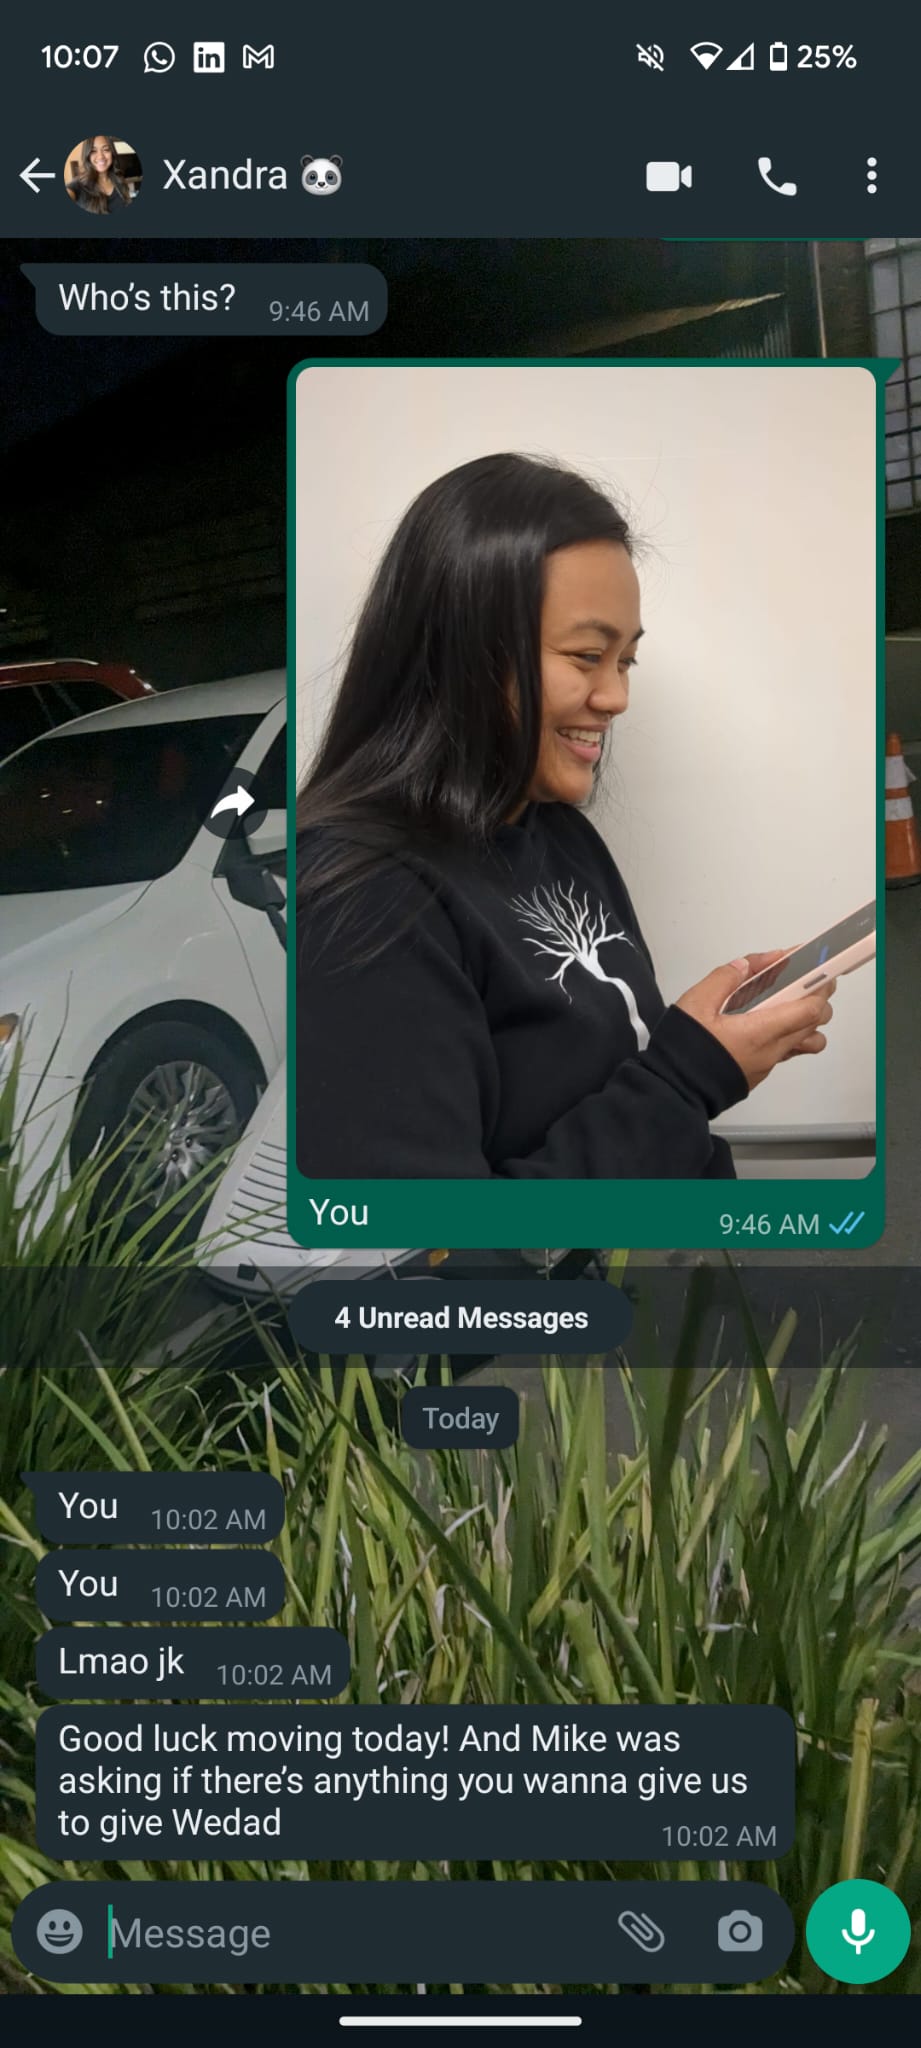 10:07 25%
Xandra 🐼
Who's this? 9:46 AM
You
9:46 AM
4 Unread Messages
Today
You 10:02 AM
You 10:02 AM
Lmao jk 10:02 AM
Good luck moving today! And Mike was
asking if there's anything you wanna give us
to give Wedad
10:02 AM
Message